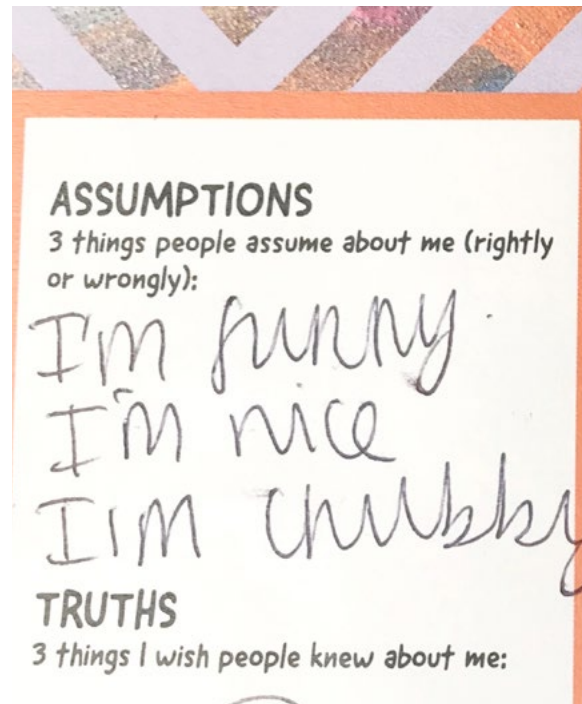 ASSUMPTIONS
3 things people assume about me (rightly
or wrongly):
I'm funny.
I'm nice
I'm chubby
TRUTHS
3 things I wish people knew about me: